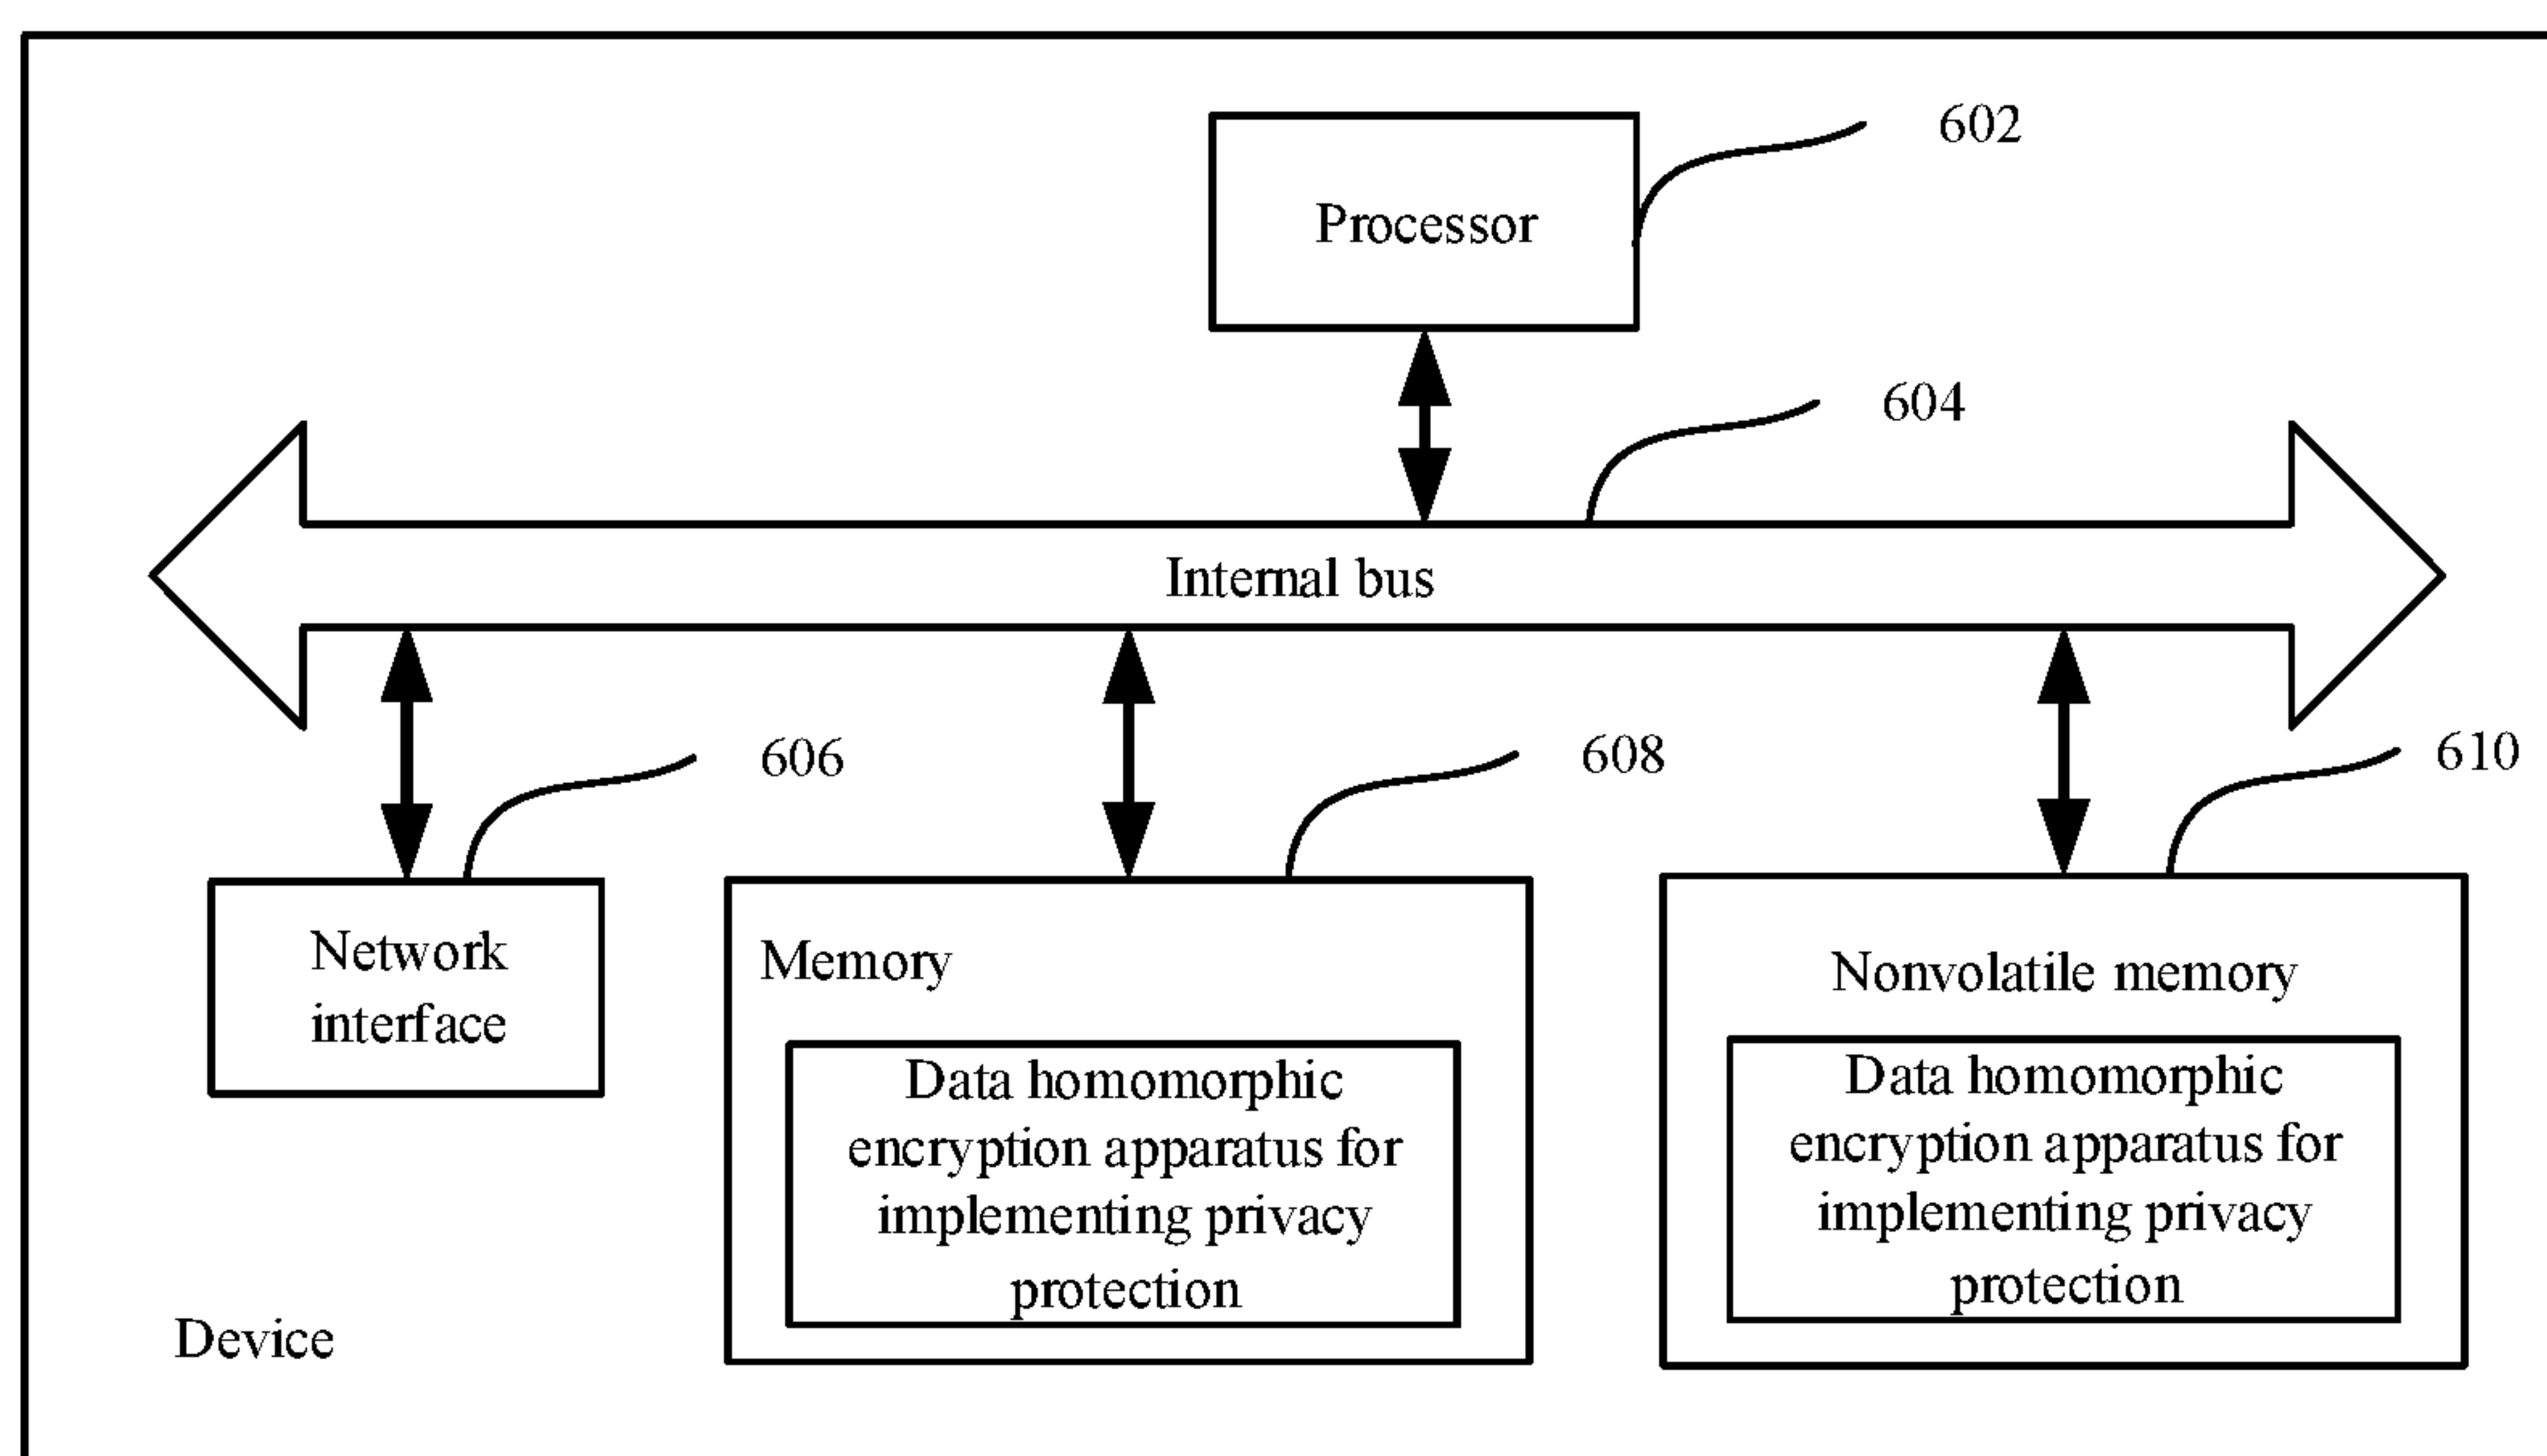 602
Processor
604
Internal bus
606
608
610
Network
interface
Memory
Data homomorphic
encryption apparatus for
implementing privacy
protection
Nonvolatile memory
Data homomorphic
encryption apparatus for
implementing privacy
protection
Device